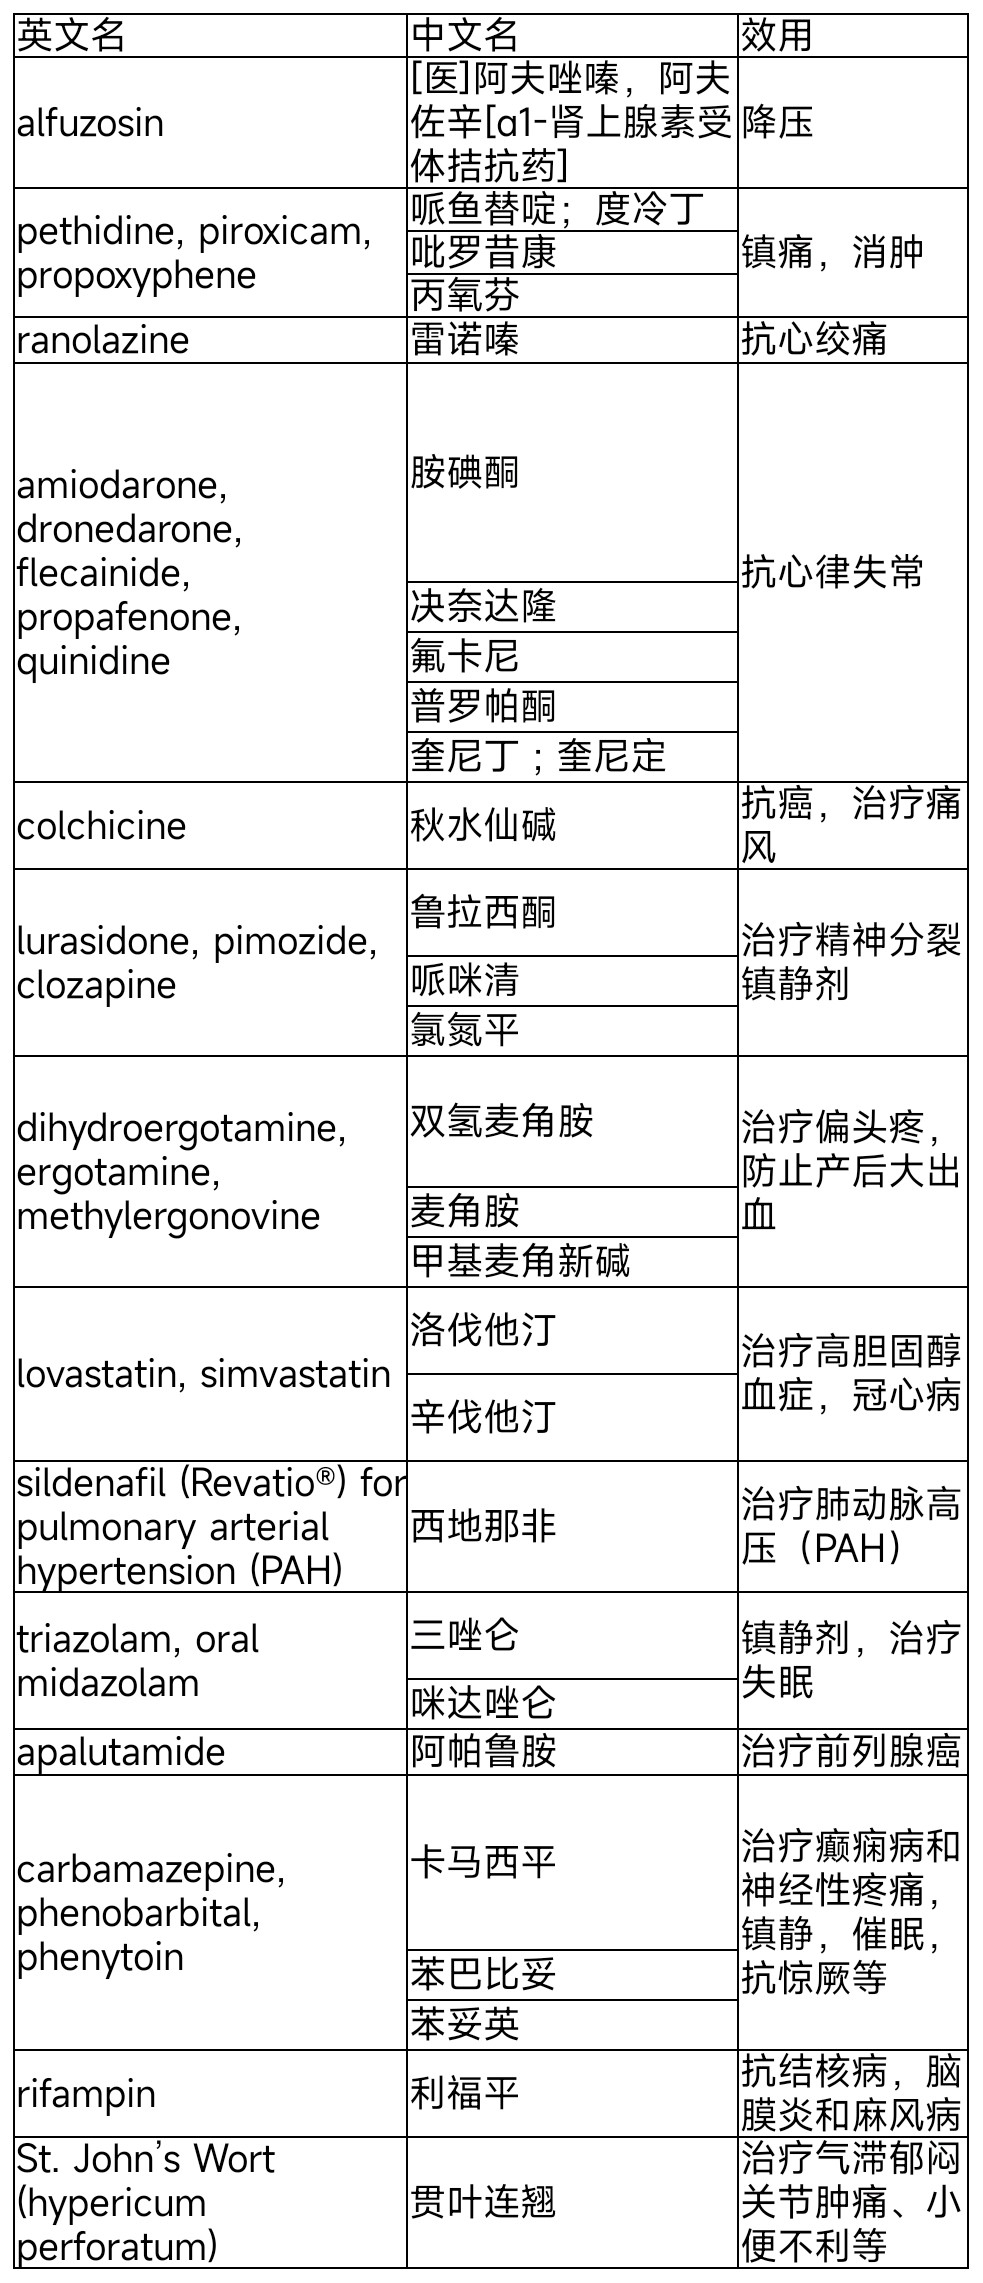 英文名
中文名
效用
alfuzosin
[医]阿夫唑嗪，阿夫
佐辛[α1-肾上腺素受
体拮抗药]
降压
pethidine, piroxicam,
propoxyphene
哌鱼替啶；度冷丁
吡罗昔康
丙氧芬
镇痛，消肿
ranolazine
雷诺嗪
抗心绞痛
amiodarone,
dronedarone,
flecainide,
propafenone,
quinidine
胺碘酮
决奈达隆
氟卡尼
普罗帕酮
奎尼丁 ; 奎尼定
抗心律失常
colchicine
秋水仙碱
抗癌，治疗痛
风
lurasidone, pimozide,
clozapine
鲁拉西酮
哌咪清
氯氮平
治疗精神分裂
镇静剂
dihydroergotamine,
ergotamine,
methylergonovine
双氢麦角胺
麦角胺
甲基麦角新碱
治疗偏头疼，
防止产后大出
血
lovastatin, simvastatin
洛伐他汀
辛伐他汀
治疗高胆固醇
血症，冠心病
sildenafil (Revatio®) for
pulmonary arterial
hypertension (PAH)
西地那非
治疗肺动脉高
压（PAH）
triazolam, oral
midazolam
三唑仑
咪达唑仑
镇静剂，治疗
失眠
apalutamide
阿帕鲁胺
治疗前列腺癌
carbamazepine,
phenobarbital,
phenytoin
卡马西平
苯巴比妥
苯妥英
治疗癫痫病和
神经性疼痛，
镇静，催眠，
抗惊厥等
rifampin
利福平
抗结核病，脑
膜炎和麻风病
St. John's Wort
(hypericum
perforatum)
贯叶连翘
治疗气滞郁闷
关节肿痛、小
便不利等